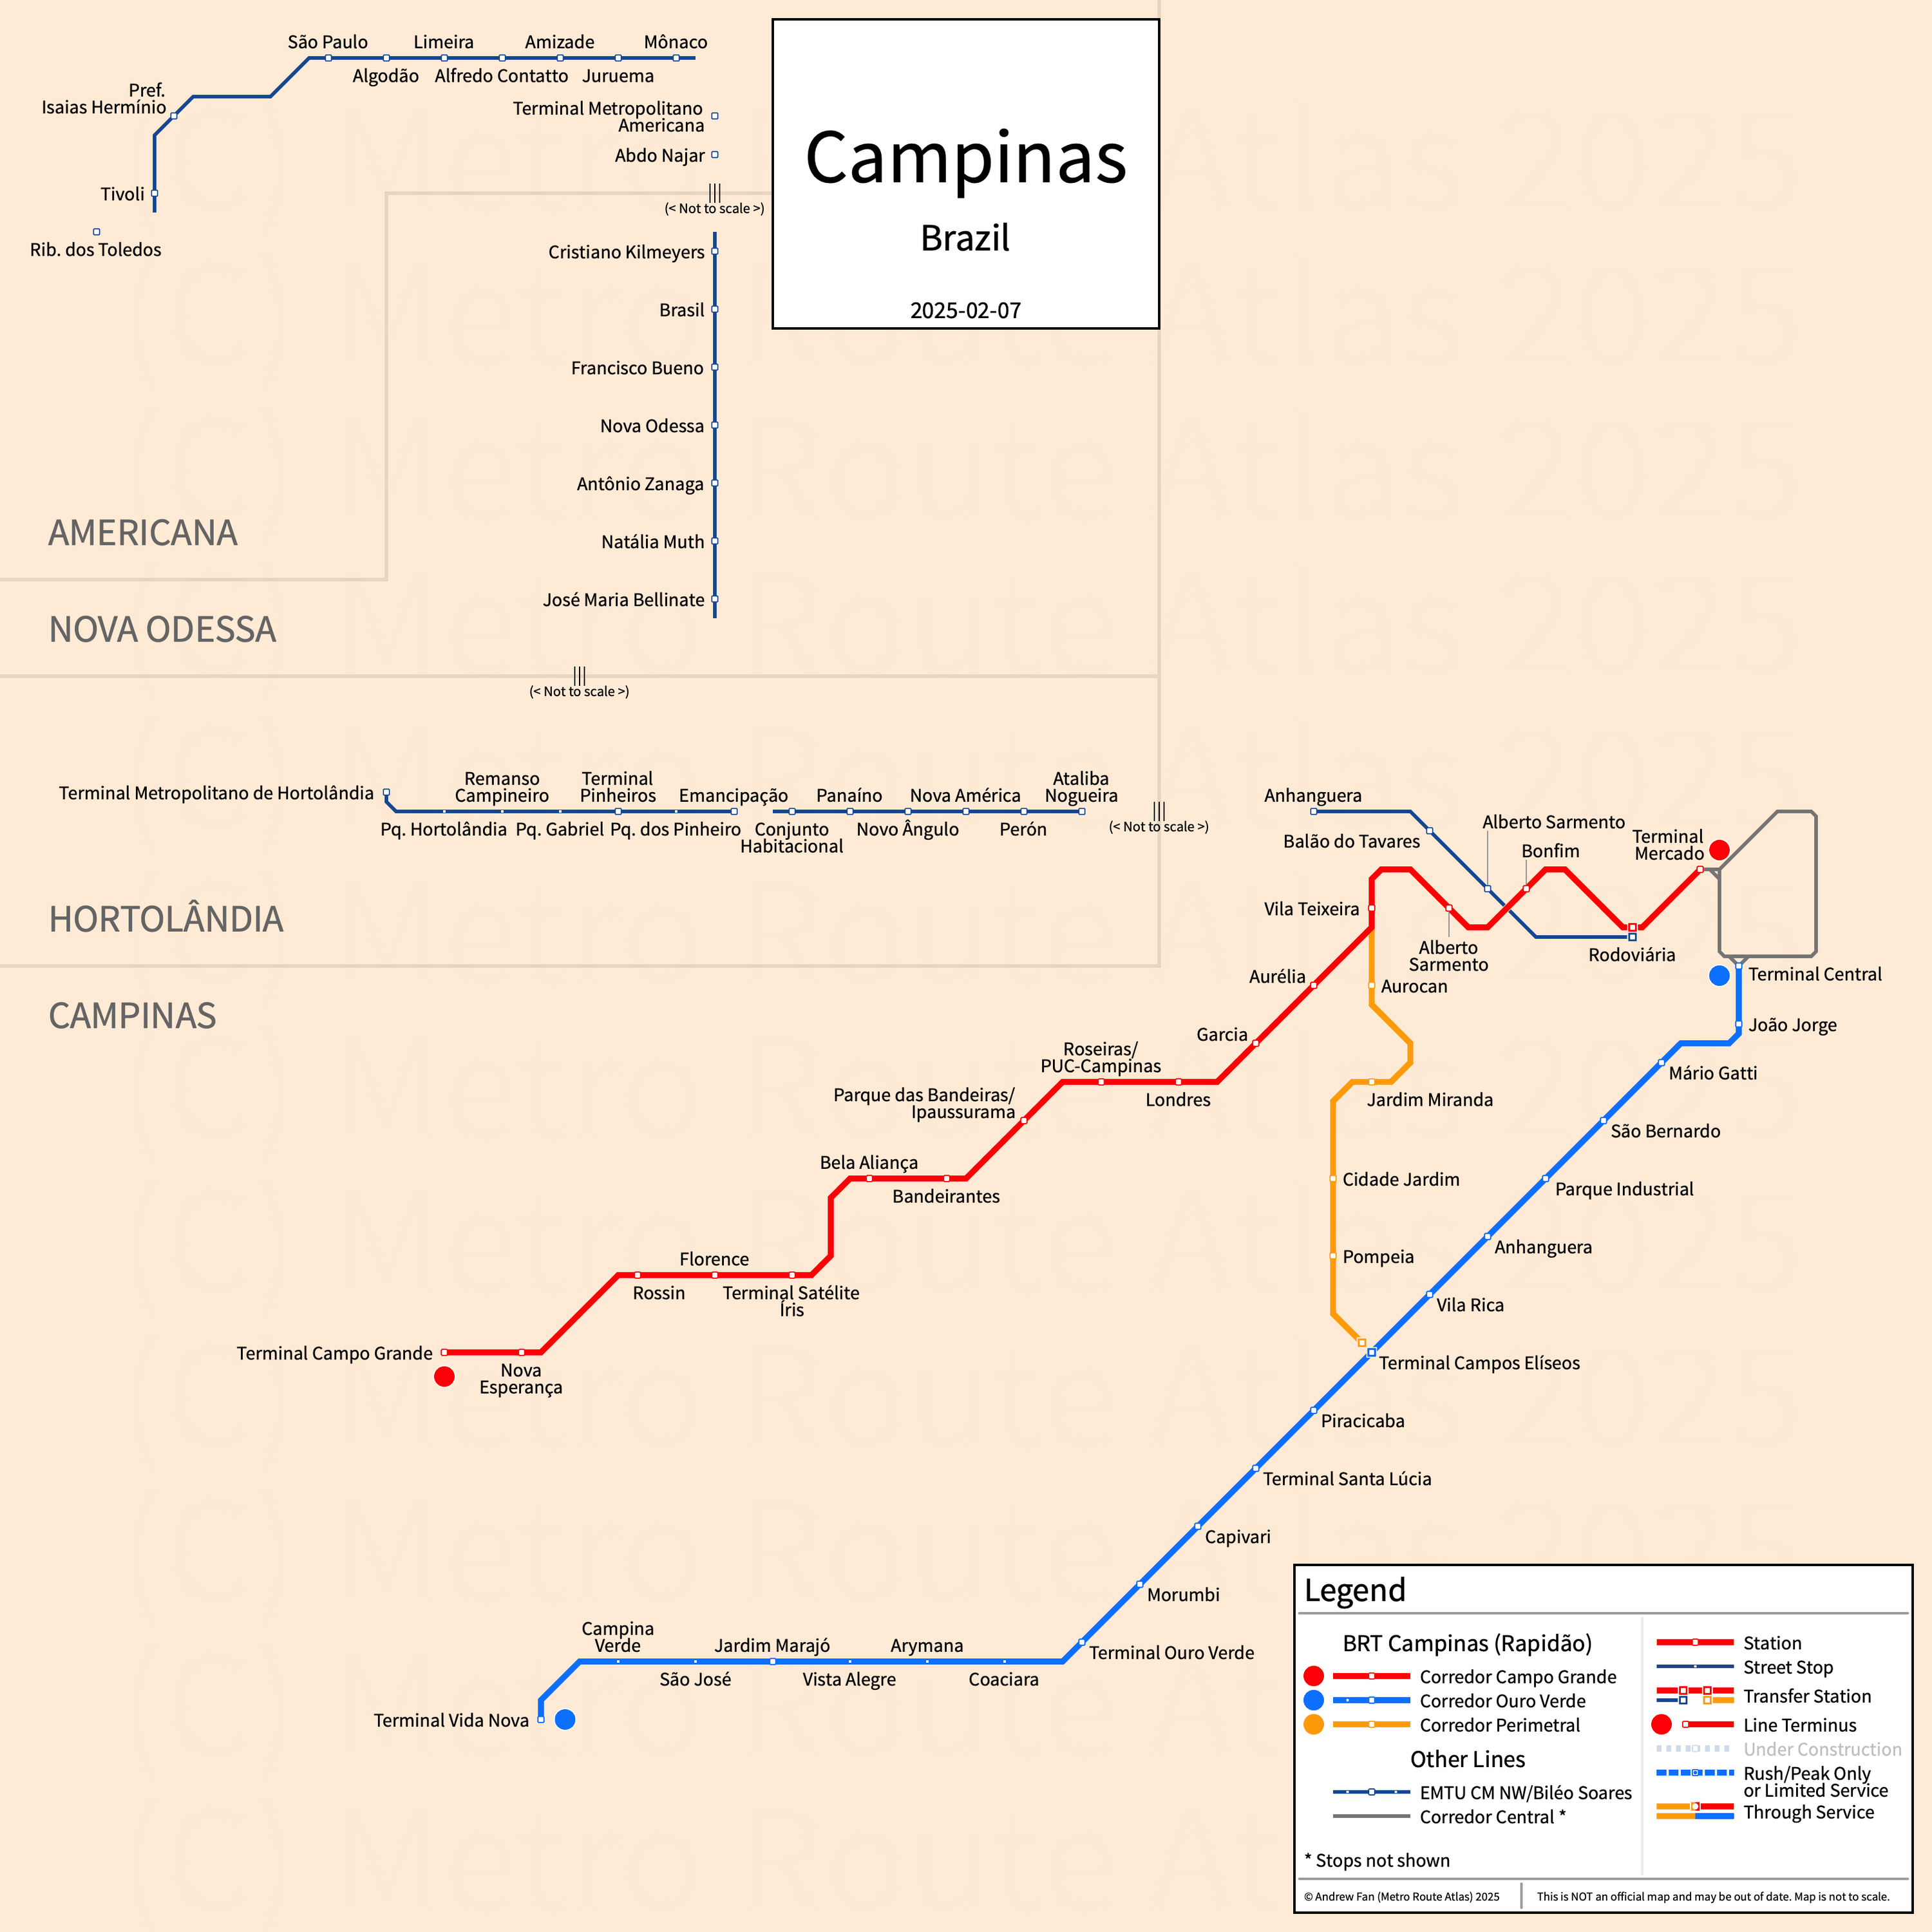 Campinas
Brazil
2025-02-07
São Paulo
Limeira
Amizade
Mônaco
Algodão
Alfredo Contatto
Juruema
Pref.
Isaias Hermínio
Terminal Metropolitano
Americana
Abdo Najar
Tivoli
Rib. dos Toledos
(< Not to scale >)
Cristiano Kilmeyers
Brasil
Francisco Bueno
Nova Odessa
Antônio Zanaga
Natália Muth
José Maria Bellinate
AMERICANA
NOVA ODESSA
(< Not to scale >)
Terminal Metropolitano de Hortolândia
Remanso
Campineiro
Terminal
Pinheiros
Emancipação
Panaíno
Nova América
Ataliba
Nogueira
Pq. Hortolândia
Pq. Gabriel
Pq. dos Pinheiro
Conjunto
Habitacional
Novo Ângulo
Perón
(< Not to scale >)
HORTOLÂNDIA
CAMPINAS
Anhanguera
Balão do Tavares
Alberto Sarmento
Bonfim
Terminal
Mercado
Vila Teixeira
Alberto
Sarmento
Rodoviária
Terminal Central
Aurélia
Aurocan
João Jorge
Garcia
Mário Gatti
Roseiras/
PUC-Campinas
Londres
Jardim Miranda
Parque das Bandeiras/
Ipaussurama
São Bernardo
Bela Aliança
Bandeirantes
Cidade Jardim
Parque Industrial
Florence
Rossin
Terminal Satélite
Íris
Pompeia
Anhanguera
Vila Rica
Terminal Campo Grande
Nova
Esperança
Terminal Campos Elíseos
Piracicaba
Terminal Santa Lúcia
Capivari
Morumbi
Terminal Ouro Verde
Campina
Verde
Jardim Marajó
Arymana
São José
Vista Alegre
Coaciara
Terminal Vida Nova
Legend
BRT Campinas (Rapidão)
Corredor Campo Grande
Corredor Ouro Verde
Corredor Perimetral
Other Lines
EMTU CM NW/Biléo Soares
Corredor Central *
* Stops not shown
Station
Street Stop
Transfer Station
Line Terminus
Under Construction
Rush/Peak Only
or Limited Service
Through Service
© Andrew Fan (Metro Route Atlas) 2025
This is NOT an official map and may be out of date. Map is not to scale.